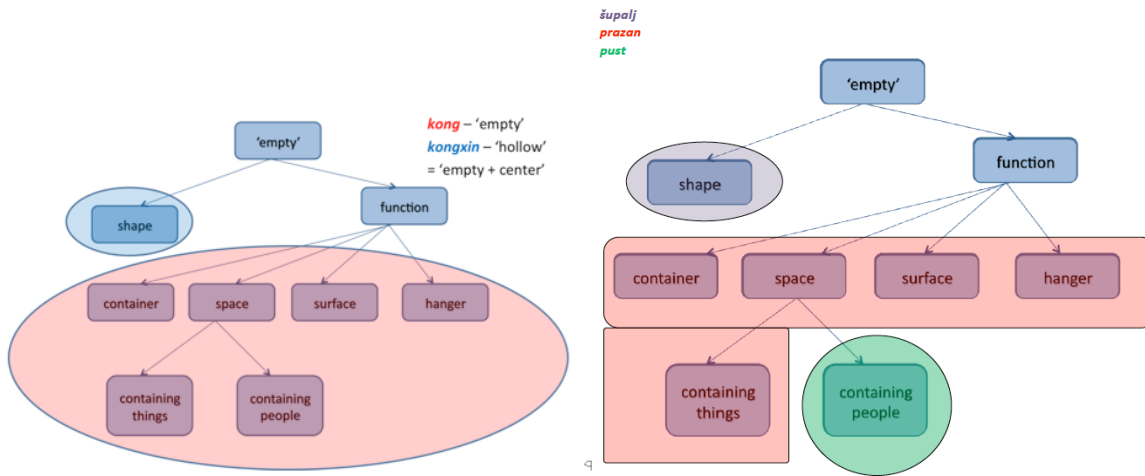 ‘empty’
kong – ‘empty’
kongxin – ‘hollow’
= ‘empty + center’
shape
function
container
space
surface
hanger
containing
things
containing
people
šupalj
prazan
pust
‘empty’
shape
function
container
space
surface
hanger
containing
things
containing
people